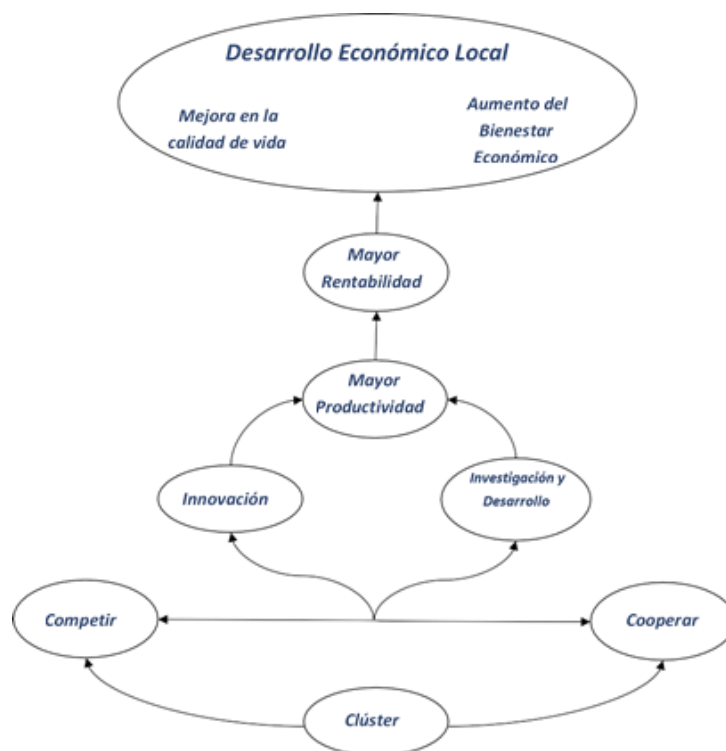 Desarrollo Económico Local
Mejora en la
calidad de vida
Aumento del
Bienestar
Económico
Mayor
Rentabilidad
Mayor
Productividad
Innovación
Investigación y
Desarrollo
Competir
Cooperar
Clúster